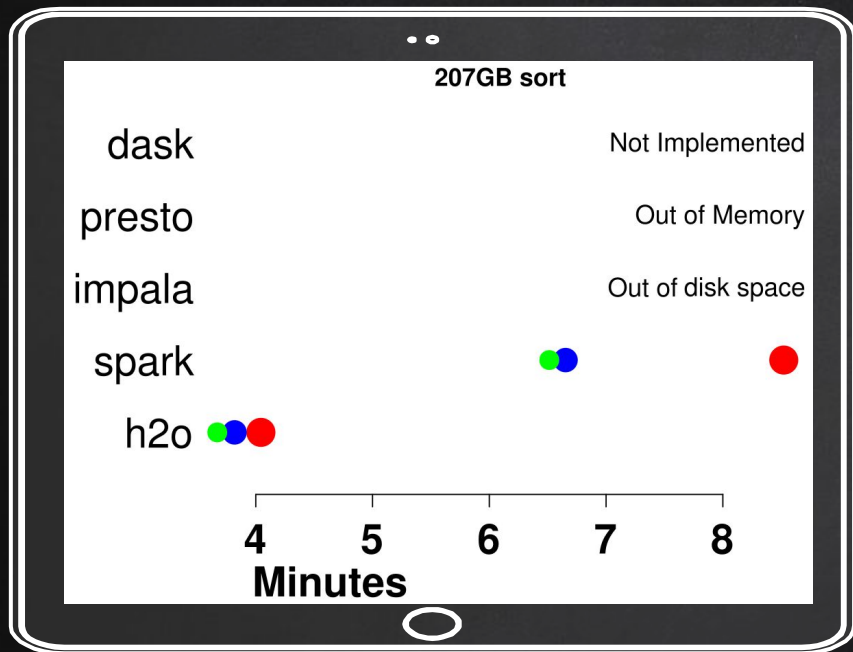 207GB sort
dask Not Implemented
presto Out of Memory
impala Out of disk space
spark
h2o
4 5 6 7 8
Minutes